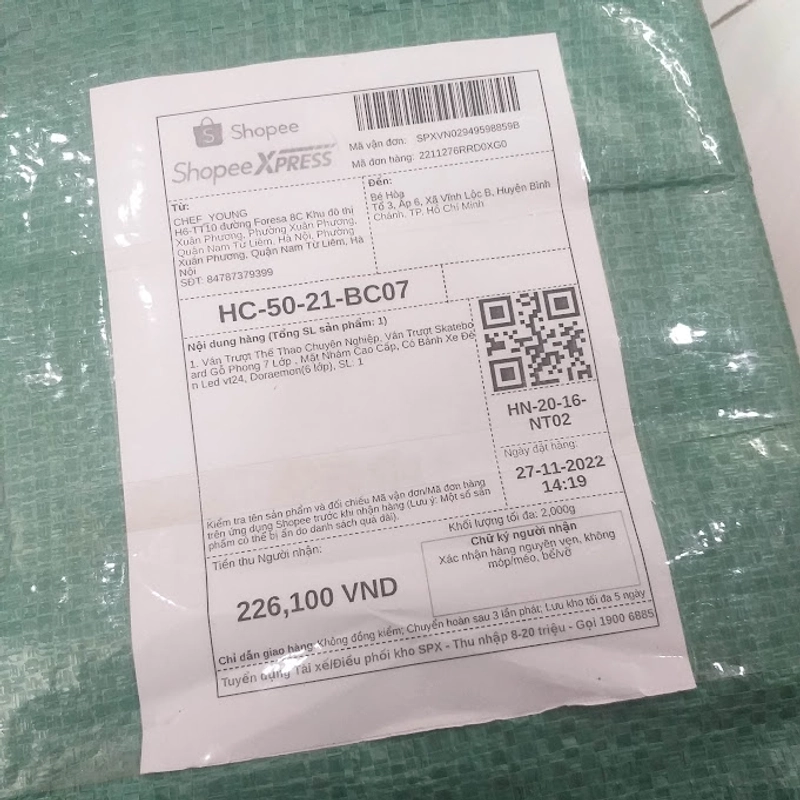 Shopee
Shopee XPRESS
Mã vận đơn: SPXVN02949598859B
Mã đơn hàng: 2211276RRD0XG0
Từ:
CHEF_YOUNG
H6-TT10 đường Foresa 8C Khu đô thị
Xuân Phương, Phường Xuân Phương,
Quận Nam Từ Liêm, Hà Nội, Phường
Xuân Phương, Quận Nam Từ Liêm, Hà
Nội
SĐT: 84787379399
Đến:
Bé Hòa
Tổ 3, Ấp 6, Xã Vĩnh Lộc B, Huyện Bình
Chánh, TP. Hồ Chí Minh
HC-50-21-BC07
Nội dung hàng (Tổng SL sản phẩm: 1)
1. Ván Trượt Thể Thao Chuyên Nghiệp, Ván Trượt Skatebo
ard Gỗ Phong 7 Lớp , Mặt Nhám Cao Cấp, Có Bánh Xe Đè
n Led vt24, Doraemon(6 lớp), SL: 1
HN-20-16-
NT02
Ngày đặt hàng:
27-11-2022
14:19
Kiểm tra tên sản phẩm và đối chiếu Mã vận đơn/Mã đơn hàng
trên ứng dụng Shopee trước khi nhận hàng (Lưu ý: Một số sản
phẩm có thể bị ẩn do danh sách quá dài).
Tiền thu Người nhận:
226,100 VND
Khối lượng tối đa: 2,000g
Chữ ký người nhận
Xác nhận hàng nguyên vẹn, không
móp/méo, bể/vỡ
Chỉ dẫn giao hàng: Không đồng kiểm; Chuyển hoàn sau 3 lần phát; Lưu kho tối đa 5 ngày
Tuyển dụng Tài xế/Điều phối kho SPX - Thu nhập 8-20 triệu - Gọi 1900 6885